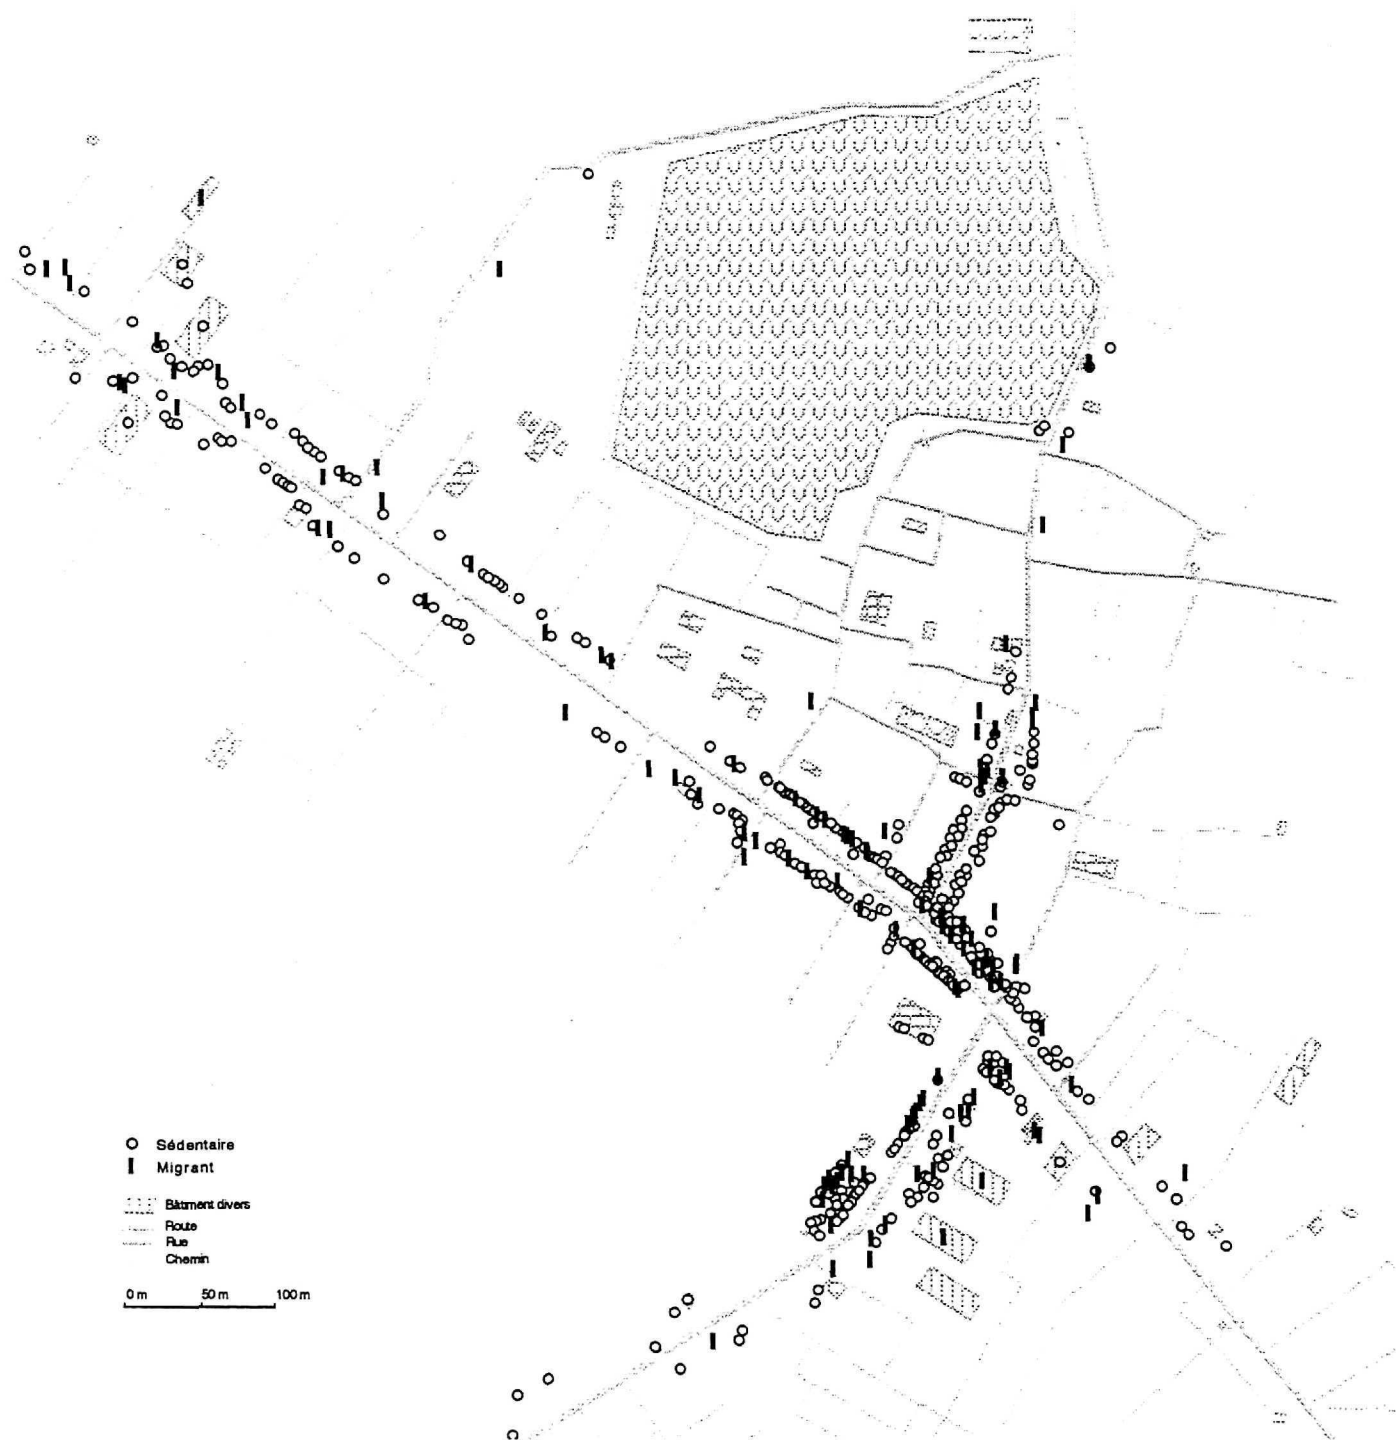 Sédentaire
Migrant
Bâtiment divers
Route
Rue
Chemin
0 m 50 m 100 m